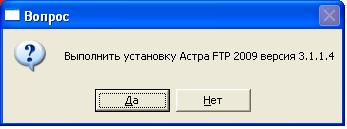 Вопрос
Выполнить установку Астра FTP 2009 версия 3.1.1.4
Да
Нет